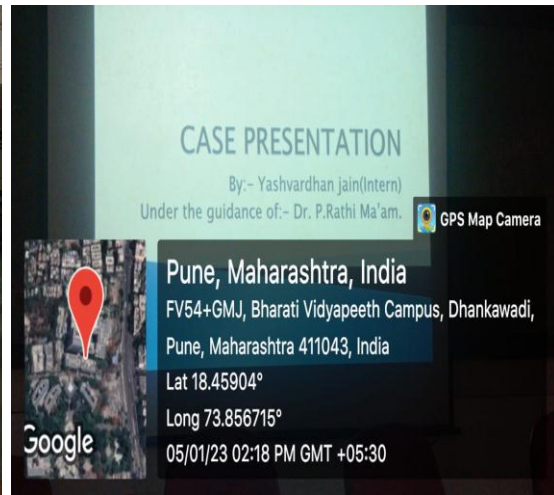 CASE PRESENTATION
By:- Yashvardhan jain(Intern)
Under the guidance of:- Dr. P.Rathi Ma'am.
GPS Map Camera
Pune, Maharashtra, India
FV54+GMJ, Bharati Vidyapeeth Campus, Dhankawadi,
Pune, Maharashtra 411043, India
Lat 18.45904°
Long 73.856715°
05/01/23 02:18 PM GMT +05:30
Google